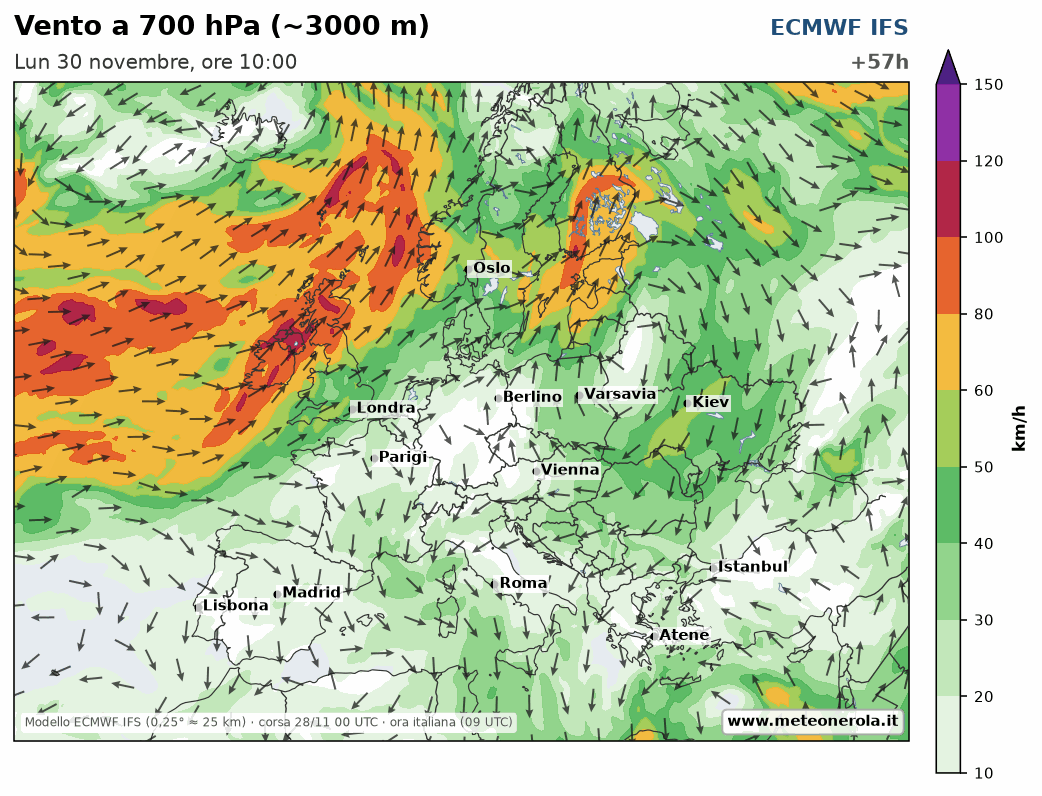 Vento a 700 hPa (~3000 m)
ECMWF IFS
Lun 30 novembre, ore 10:00
+57h
150
120
100
80
60
50
40
30
20
10
km/h
Oslo
Berlino
Varsavia
Kiev
Londra
Parigi
Vienna
Roma
Istanbul
Madrid
Lisbona
Atene
Modello ECMWF IFS (0,25° ≈ 25 km) · corsa 28/11 00 UTC · ora italiana (09 UTC)
www.meteonerola.it